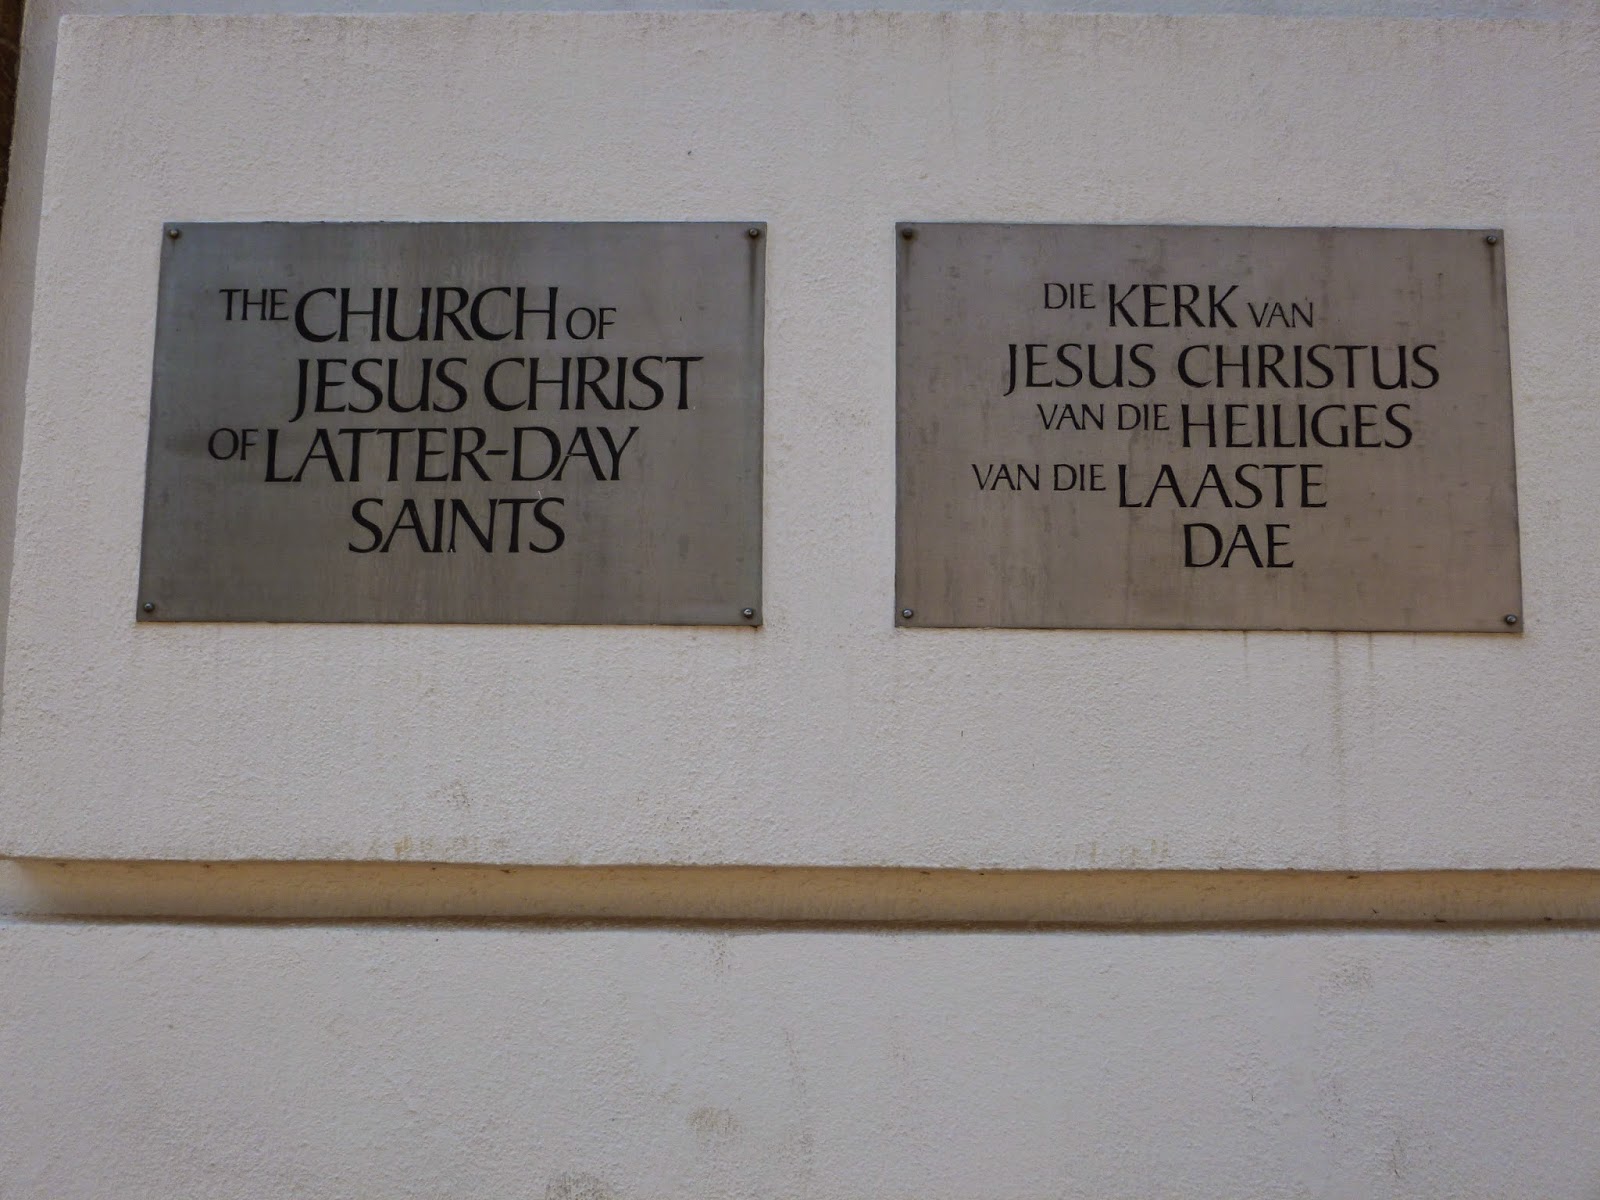 THE CHURCH OF
JESUS CHRIST
OF LATTER-DAY
SAINTS
DIE KERK VAN
JESUS CHRISTUS
VAN DIE HEILIGES
VAN DIE LAASTE
DAE